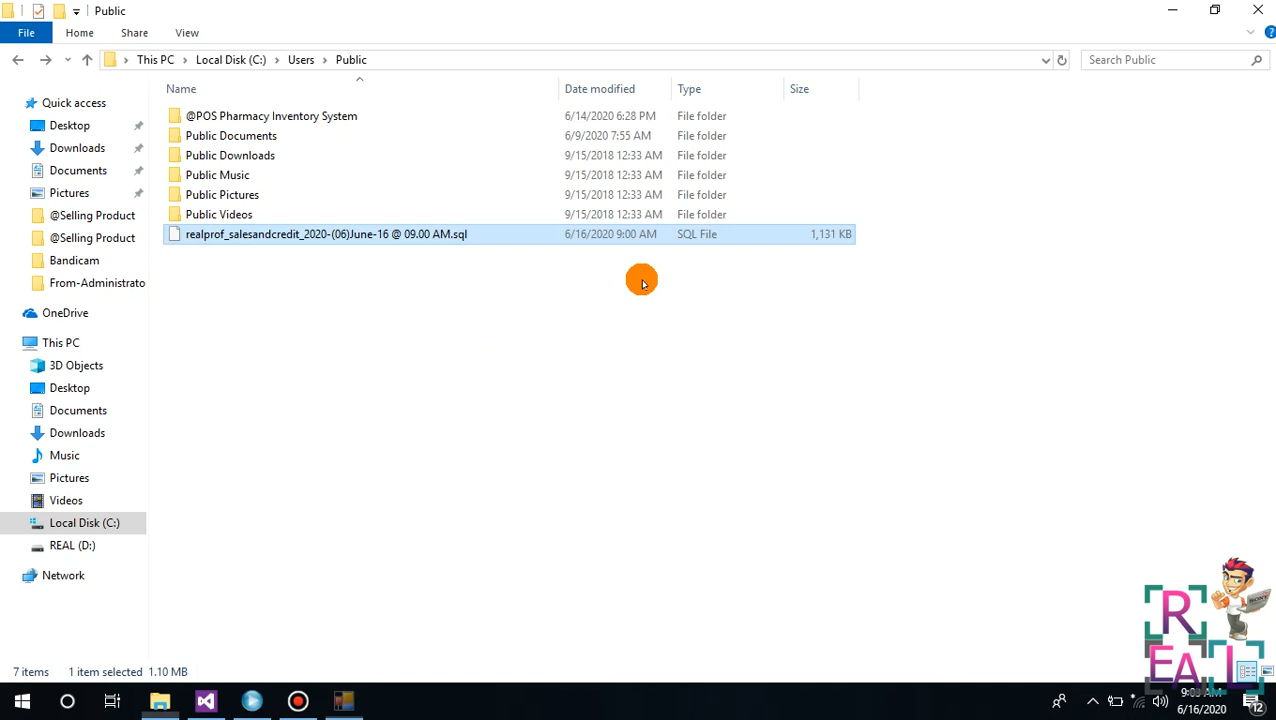 Public
File Home Share View
This PC > Local Disk (C:) > Users > Public
Search Public
Name Date modified Type Size
@POS Pharmacy Inventory System 6/14/2020 6:28 PM File folder
Public Documents 6/9/2020 7:55 AM File folder
Public Downloads 9/15/2018 12:33 AM File folder
Public Music 9/15/2018 12:33 AM File folder
Public Pictures 9/15/2018 12:33 AM File folder
Public Videos 9/15/2018 12:33 AM File folder
realprof_salesandcredit_2020-(06)June-16 @ 09.00 AM.sql 6/16/2020 9:00 AM SQL File 1,131 KB
Quick access
Desktop
Downloads
Documents
Pictures
@Selling Product
@Selling Product
Bandicam
From-Administrato
OneDrive
This PC
3D Objects
Desktop
Documents
Downloads
Music
Pictures
Videos
Local Disk (C:)
REAL (D:)
Network
7 items 1 item selected 1.10 MB
R
EAL
6/16/2020
12